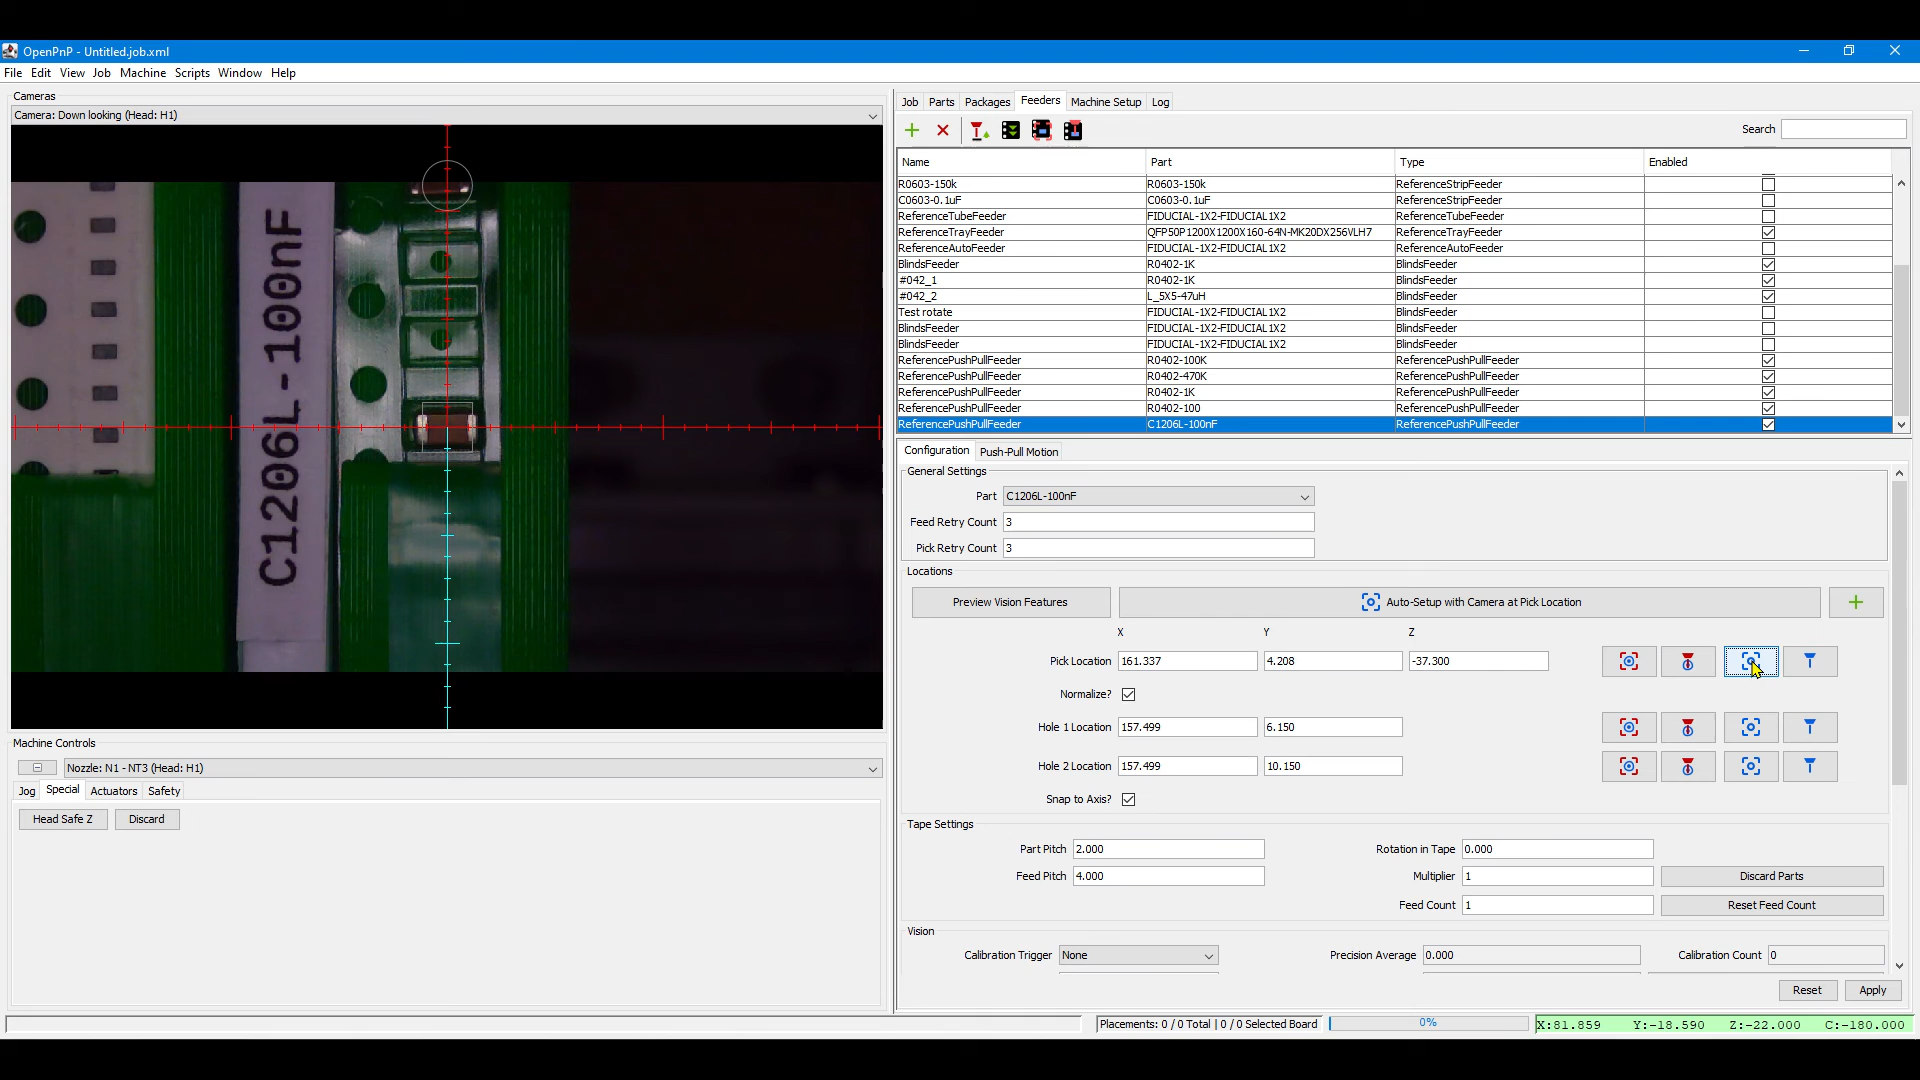 OpenPnP - Untitled.job.xml
File Edit View Job Machine Scripts Window Help
Cameras
Camera: Down looking (Head: H1)
C1206L-100nF
Machine Controls
Nozzle: N1 - NT3 (Head: H1)
Jog Special Actuators Safety
Head Safe Z Discard
Job Parts Packages Feeders Machine Setup Log
Search
Name Part Type Enabled
R0603-150k R0603-150k ReferenceStripFeeder
C0603-0.1uF C0603-0.1uF ReferenceStripFeeder
ReferenceTubeFeeder FIDUCIAL-1X2-FIDUCIAL1X2 ReferenceTubeFeeder
ReferenceTrayFeeder QFP50P1200X1200X160-64N-MK20DX256VLH7 ReferenceTrayFeeder
ReferenceAutoFeeder FIDUCIAL-1X2-FIDUCIAL1X2 ReferenceAutoFeeder
BlindsFeeder R0402-1K BlindsFeeder
#042_1 R0402-1K BlindsFeeder
#042_2 L_5X5-47uH BlindsFeeder
Test rotate FIDUCIAL-1X2-FIDUCIAL1X2 BlindsFeeder
BlindsFeeder FIDUCIAL-1X2-FIDUCIAL1X2 BlindsFeeder
BlindsFeeder FIDUCIAL-1X2-FIDUCIAL1X2 BlindsFeeder
ReferencePushPullFeeder R0402-100K ReferencePushPullFeeder
ReferencePushPullFeeder R0402-470K ReferencePushPullFeeder
ReferencePushPullFeeder R0402-1K ReferencePushPullFeeder
ReferencePushPullFeeder R0402-100 ReferencePushPullFeeder
ReferencePushPullFeeder C1206L-100nF ReferencePushPullFeeder
Configuration Push-Pull Motion
General Settings
Part C1206L-100nF
Feed Retry Count 3
Pick Retry Count 3
Locations
Preview Vision Features Auto-Setup with Camera at Pick Location
X Y Z
Pick Location 161.337 4.208 -37.300
Normalize?
Hole 1 Location 157.499 6.150
Hole 2 Location 157.499 10.150
Snap to Axis?
Tape Settings
Part Pitch 2.000 Rotation in Tape 0.000
Feed Pitch 4.000 Multiplier 1 Discard Parts
Feed Count 1 Reset Feed Count
Vision
Calibration Trigger None Precision Average 0.000 Calibration Count 0
Reset Apply
Placements: 0 / 0 Total | 0 / 0 Selected Board 0% X:81.859 Y:-18.590 Z:-22.000 C:-180.000